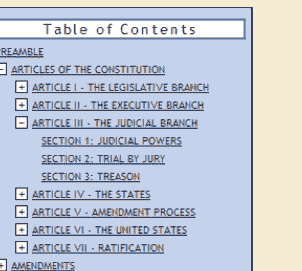 Table of Contents
PREAMBLE
ARTICLES OF THE CONSTITUTION
ARTICLE I - THE LEGISLATIVE BRANCH
ARTICLE II - THE EXECUTIVE BRANCH
ARTICLE III - THE JUDICIAL BRANCH
SECTION 1: JUDICIAL POWERS
SECTION 2: TRIAL BY JURY
SECTION 3: TREASON
ARTICLE IV - THE STATES
ARTICLE V - AMENDMENT PROCESS
ARTICLE VI - THE UNITED STATES
ARTICLE VII - RATIFICATION
AMENDMENTS